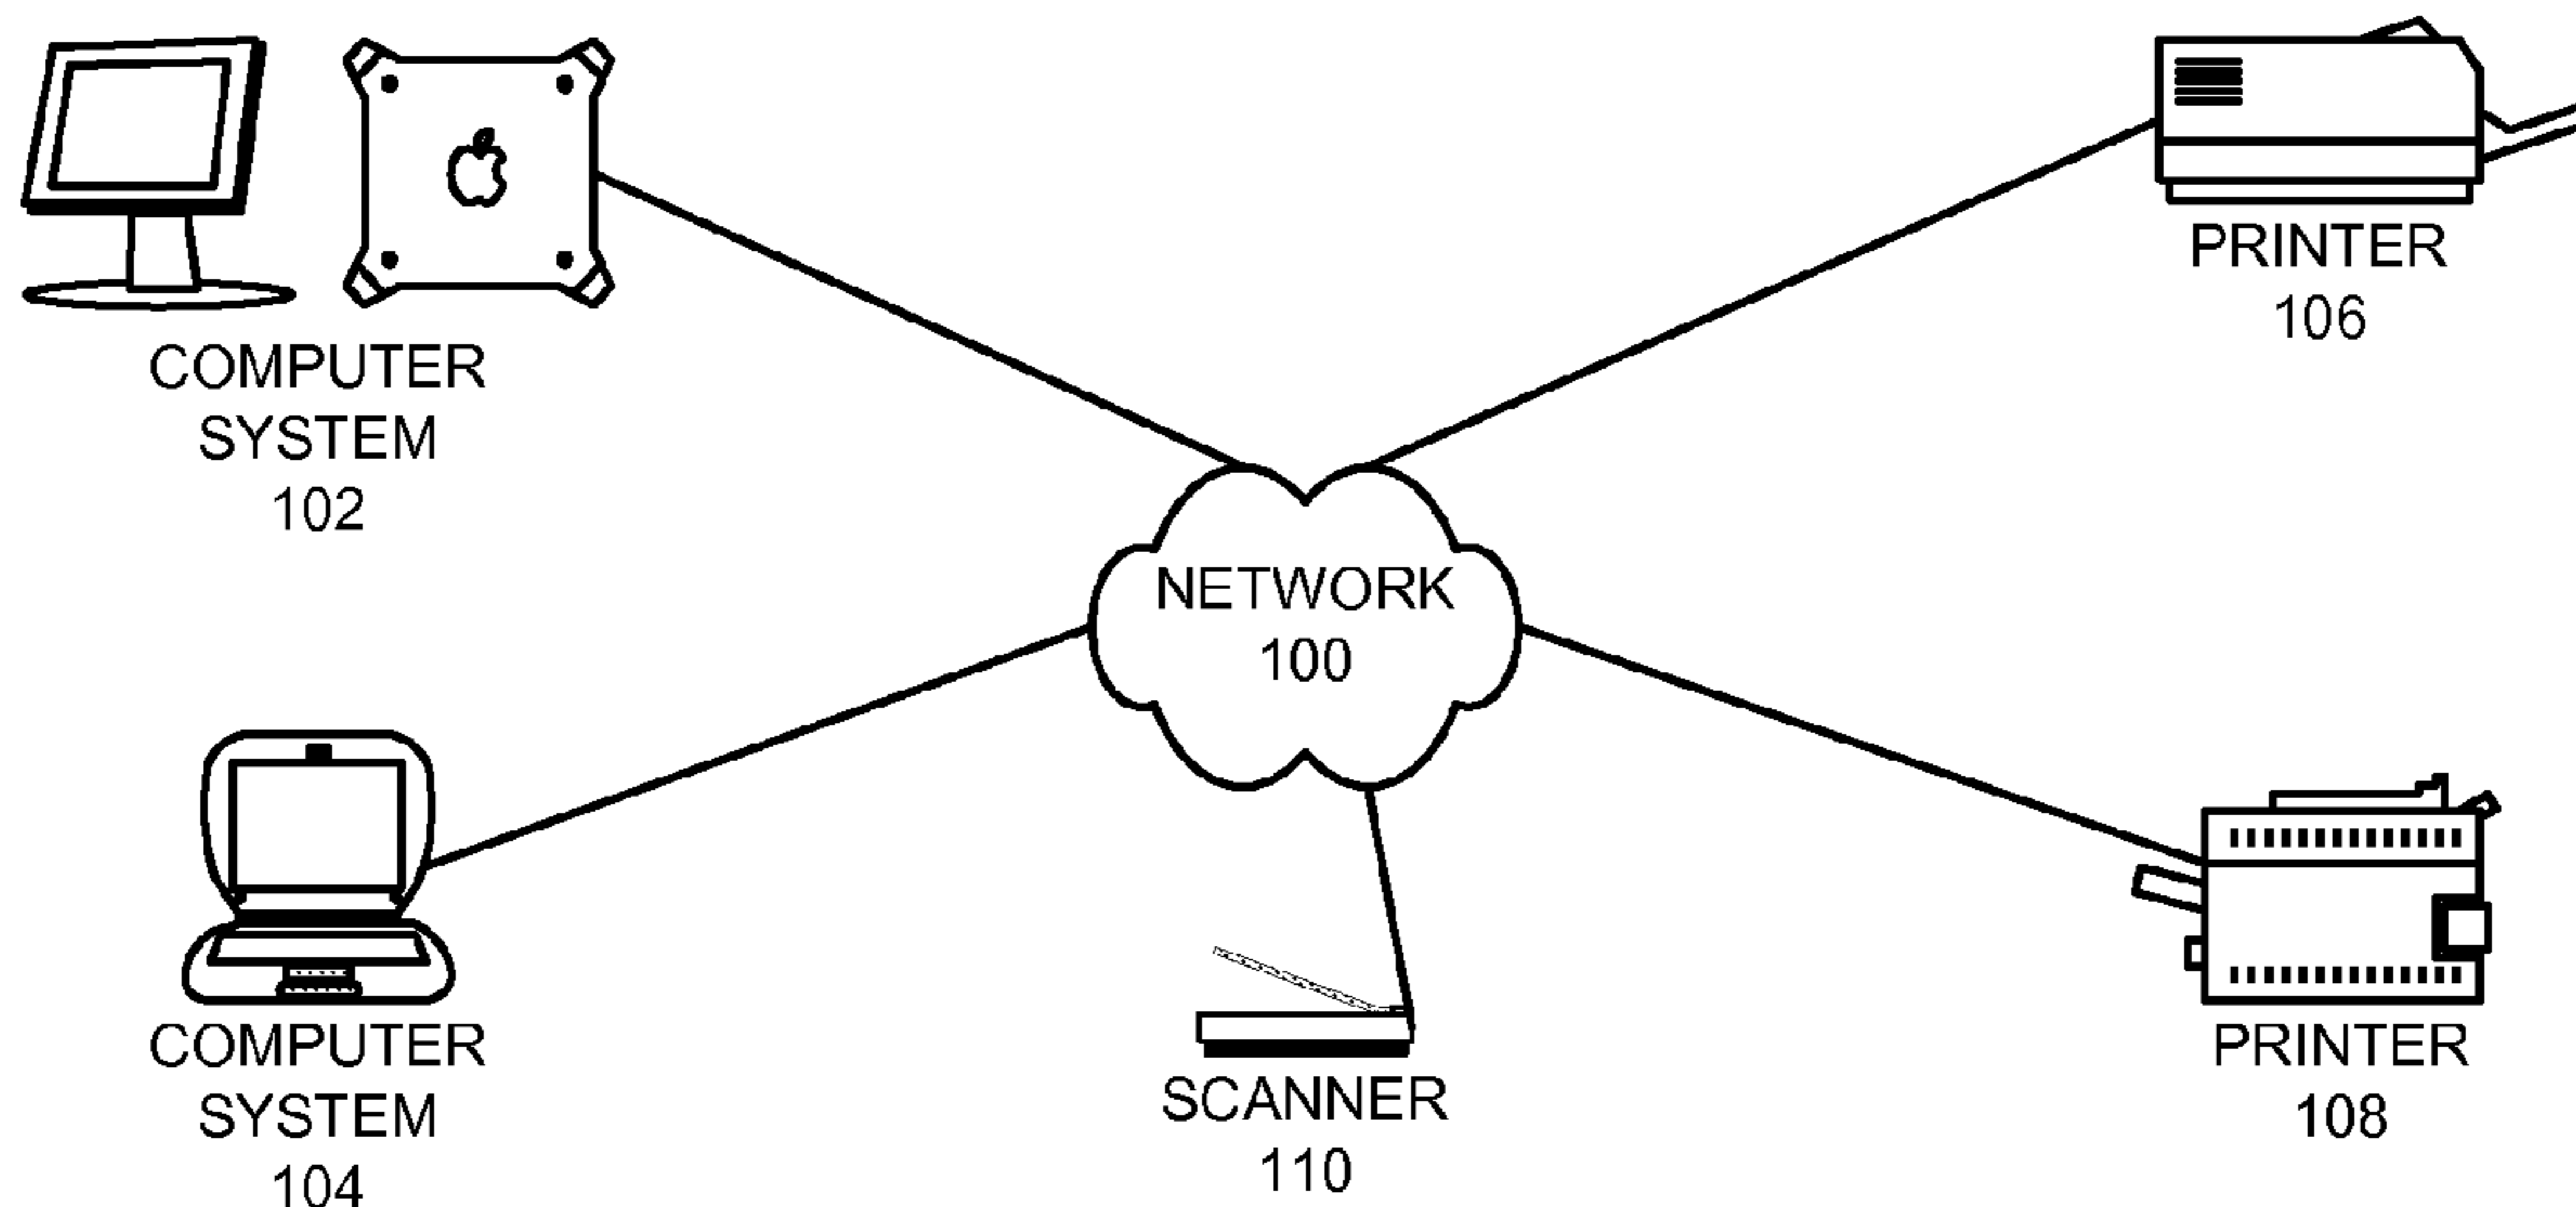 COMPUTER
SYSTEM
102
PRINTER
106
NETWORK
100
COMPUTER
SYSTEM
104
SCANNER
110
PRINTER
108